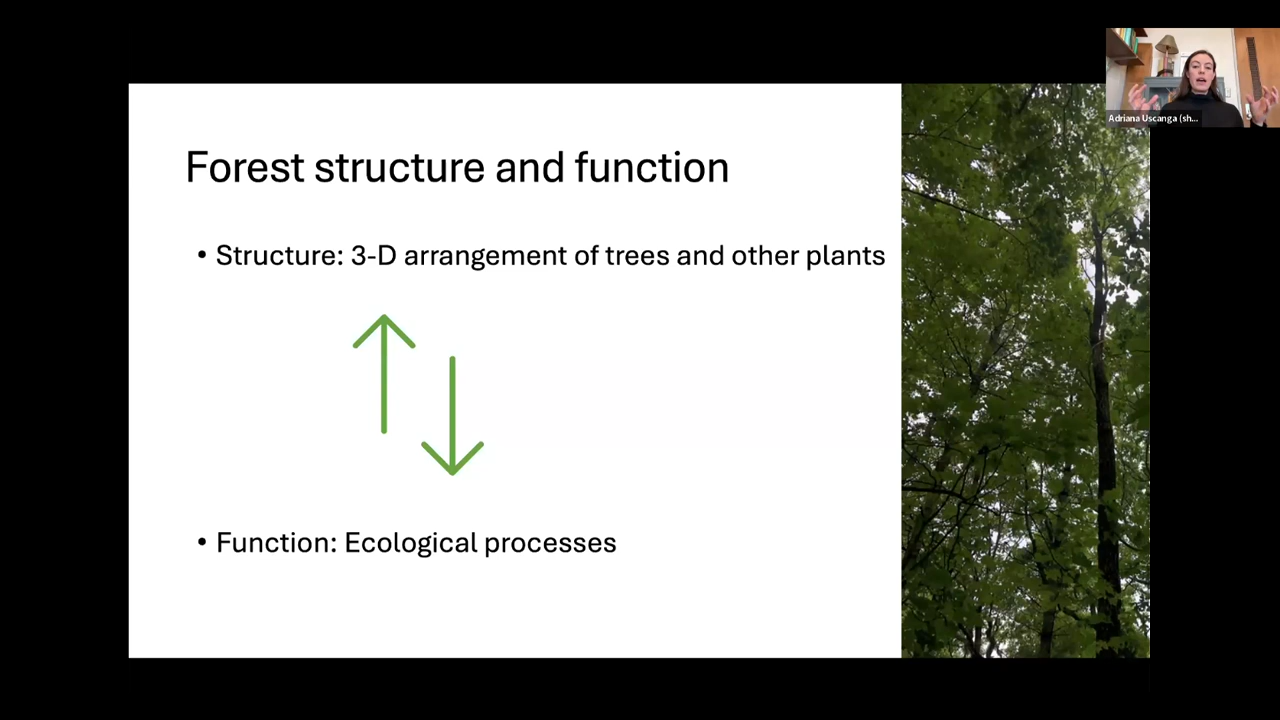 Adriana Uscanga (sh...
Forest structure and function
• Structure: 3-D arrangement of trees and other plants
• Function: Ecological processes